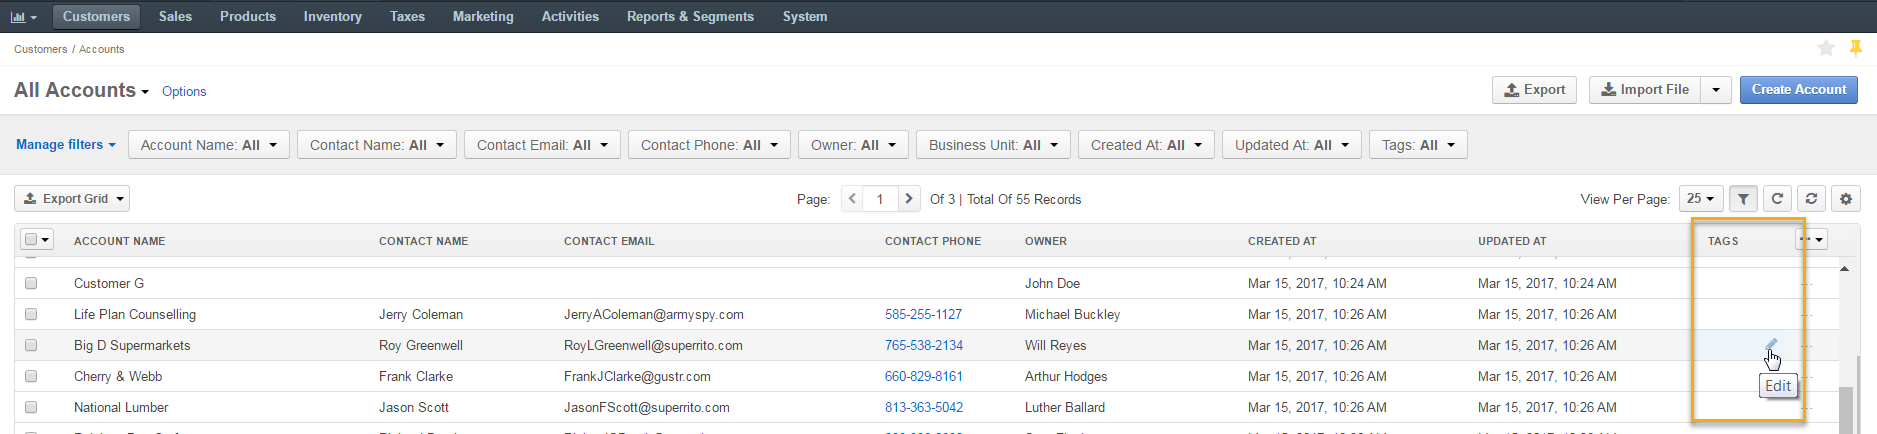 Customers Sales Products Inventory Taxes Marketing Activities Reports & Segments System
Customers / Accounts
All Accounts Options Export Import File Create Account
Manage filters Account Name: All Contact Name: All Contact Email: All Contact Phone: All Owner: All Business Unit: All Created At: All Updated At: All Tags: All
Export Grid Page: 1 Of 3 | Total Of 55 Records View Per Page: 25
ACCOUNT NAME CONTACT NAME CONTACT EMAIL CONTACT PHONE OWNER CREATED AT UPDATED AT TAGS
Customer G John Doe Mar 15, 2017, 10:24 AM Mar 15, 2017, 10:24 AM ...
Life Plan Counselling Jerry Coleman JerryAColeman@armyspy.com 585-255-1127 Michael Buckley Mar 15, 2017, 10:26 AM Mar 15, 2017, 10:26 AM ...
Big D Supermarkets Roy Greenwell RoyLGreenwell@superrito.com 765-538-2134 Will Reyes Mar 15, 2017, 10:26 AM Mar 15, 2017, 10:26 AM ...
Cherry & Webb Frank Clarke FrankJClarke@gustr.com 660-829-8161 Arthur Hodges Mar 15, 2017, 10:26 AM Mar 15, 2017, 10:26 AM
Edit
National Lumber Jason Scott JasonFScott@superrito.com 813-363-5042 Luther Ballard Mar 15, 2017, 10:26 AM Mar 15, 2017, 10:26 AM ...